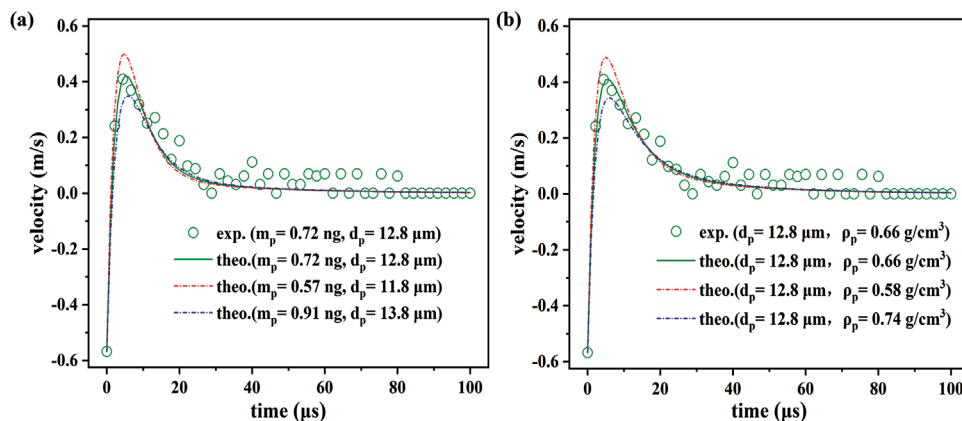 (a)
velocity (m/s)
0.6
0.4
0.2
0.0
-0.2
-0.4
-0.6
exp. (mp= 0.72 ng, dp= 12.8 μm)
theo.(mp= 0.72 ng, dp= 12.8 μm)
theo.(mp= 0.57 ng, dp= 11.8 μm)
theo.(mp= 0.91 ng, dp= 13.8 μm)
0 20 40 60 80 100
time (μs)
(b)
velocity (m/s)
0.6
0.4
0.2
0.0
-0.2
-0.4
-0.6
exp. (dp= 12.8 μm, ρp= 0.66 g/cm³)
theo.(dp= 12.8 μm, ρp= 0.66 g/cm³)
theo.(dp= 12.8 μm, ρp= 0.58 g/cm³)
theo.(dp= 12.8 μm, ρp= 0.74 g/cm³)
0 20 40 60 80 100
time (μs)